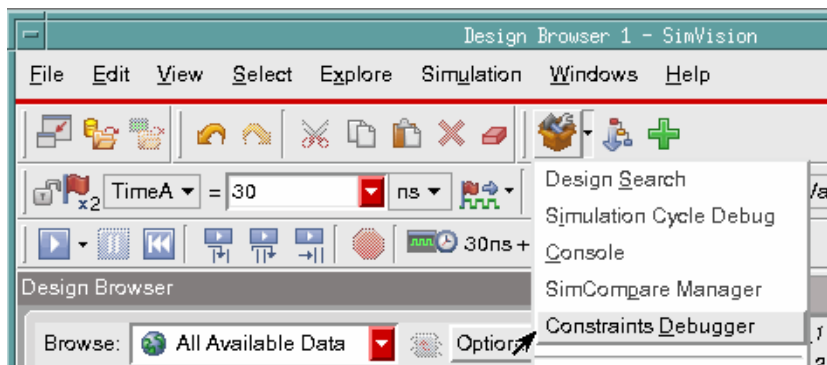 Design Browser 1 - SimVision
File Edit View Select Explore Simulation Windows Help
x2 TimeA = 30 ns
Design Search
Simulation Cycle Debug
Console
SimCompare Manager
Constraints Debugger
30ns +
Design Browser
Browse: All Available Data